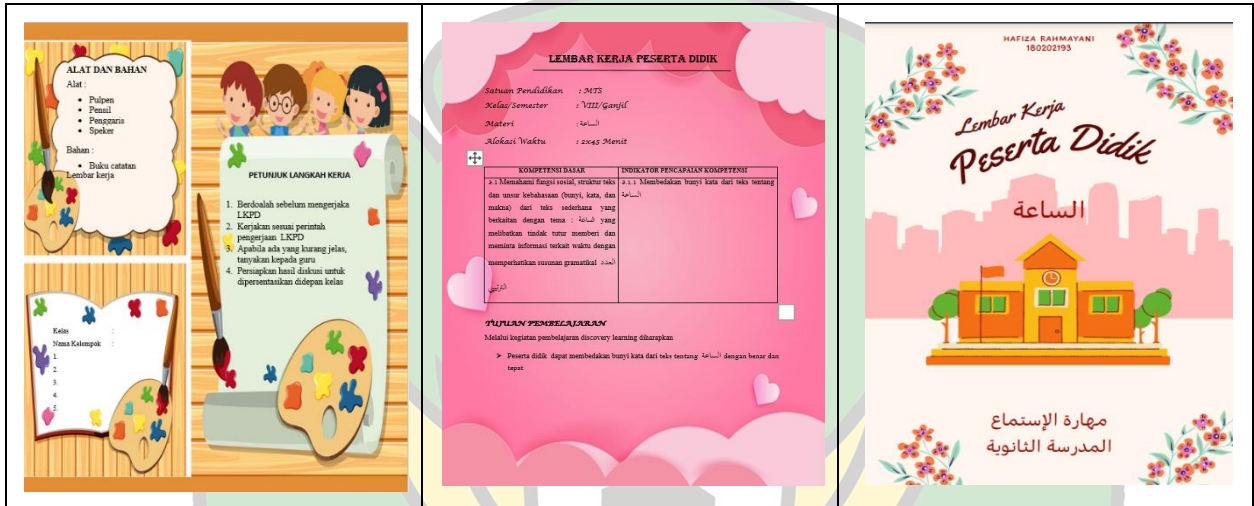 ALAT DAN BAHAN
Alat :
• Pulpen
• Pensil
• Penggaris
• Speker
Bahan :
• Buku catatan
Lembar kerja
Kelas :
Nama Kelompok :
1.
2.
3.
4.
5.
PETUNJUK LANGKAH KERJA
1. Berdoalah sebelum mengerjaka
LKPD
2. Kerjakan sesuai perintah
pengerjaan LKPD
3. Apabila ada yang kurang jelas,
tanyakan kepada guru
4. Persiapkan hasil diskusi untuk
dipersentasikan didepan kelas
LEMBAR KERJA PESERTA DIDIK
Satuan Pendidikan : MTS
Kelas/Semester : VIII/Ganjil
Materi : الساعة
Alokasi Waktu : 2x45 Menit
KOMPETENSI DASAR
3.1 Memahami fungsi sosial, struktur teks
dan unsur kebahasaan (bunyi, kata, dan
makna) dari teks sederhana yang
berkaitan dengan tema : الساعة yang
melibatkan tindak tutur memberi dan
meminta informasi terkait waktu dengan
memperhatikan susunan gramatikal العدد
الترتيبي
INDIKATOR PENCAPAIAN KOMPETENSI
3.1.1 Membedakan bunyi kata dari teks tentang
الساعة
TUJUAN PEMBELAJARAN
Melalui kegiatan pembelajaran discovery learning diharapkan
➢ Peserta didik dapat membedakan bunyi kata dari teks tentang الساعة dengan benar dan
tepat
HAFIZA RAHMAYANI
180202193
Lembar Kerja
Peserta Didik
الساعة
مهارة الإستماع
المدرسة الثانوية